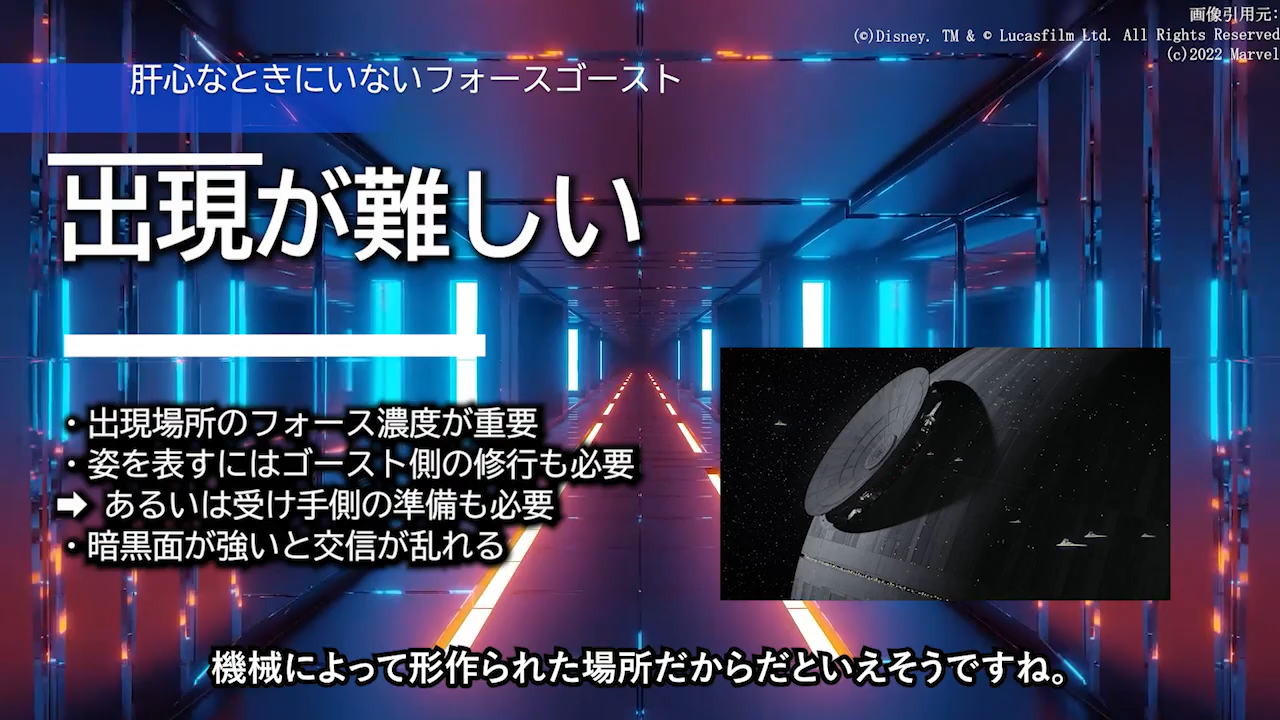 画像引用元:
(©)Disney. TM & © Lucasfilm Ltd. All Rights Reserved
(c)2022 Marvel
肝心なときにいないフォースゴースト
出現が難しい
・出現場所のフォース濃度が重要
・姿を表すにはゴースト側の修行も必要
➡ あるいは受け手側の準備も必要
・暗黒面が強いと交信が乱れる
機械によって形作られた場所だからだといえそうですね。